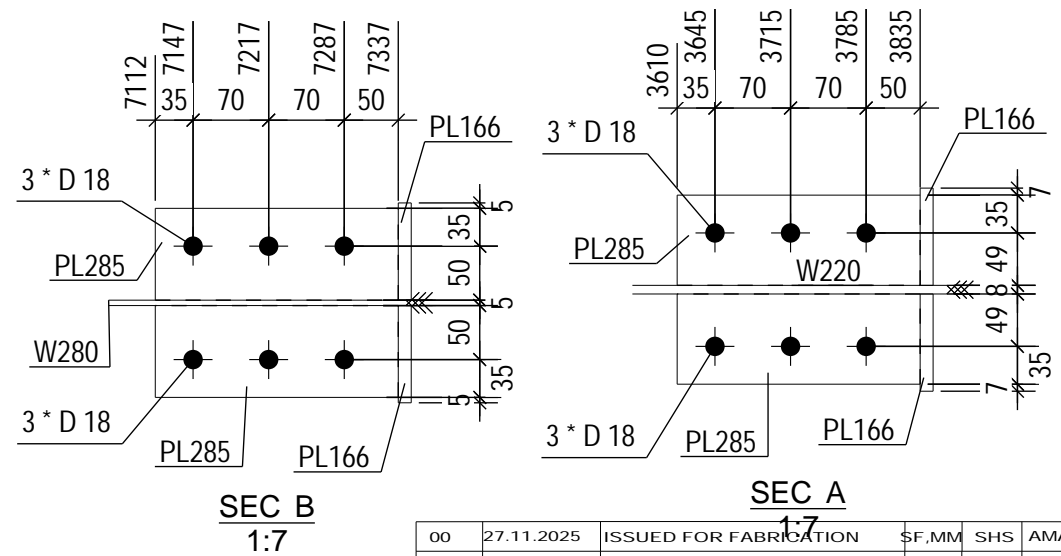 7112 7147 7217 7287 7337
35 70 70 50
PL166
3 * D 18
PL285
W280
3 * D 18
PL285
PL166
5
35
50
5
50
35
5
SEC B
1:7
3610 3645 3715 3785 3835
35 70 70 50
PL166
3 * D 18
PL285
W220
3 * D 18
PL285
PL166
7
35
49
8
49
35
7
SEC A
1:7
00 27.11.2025 ISSUED FOR FABRICATION SF,MM SHS AMA